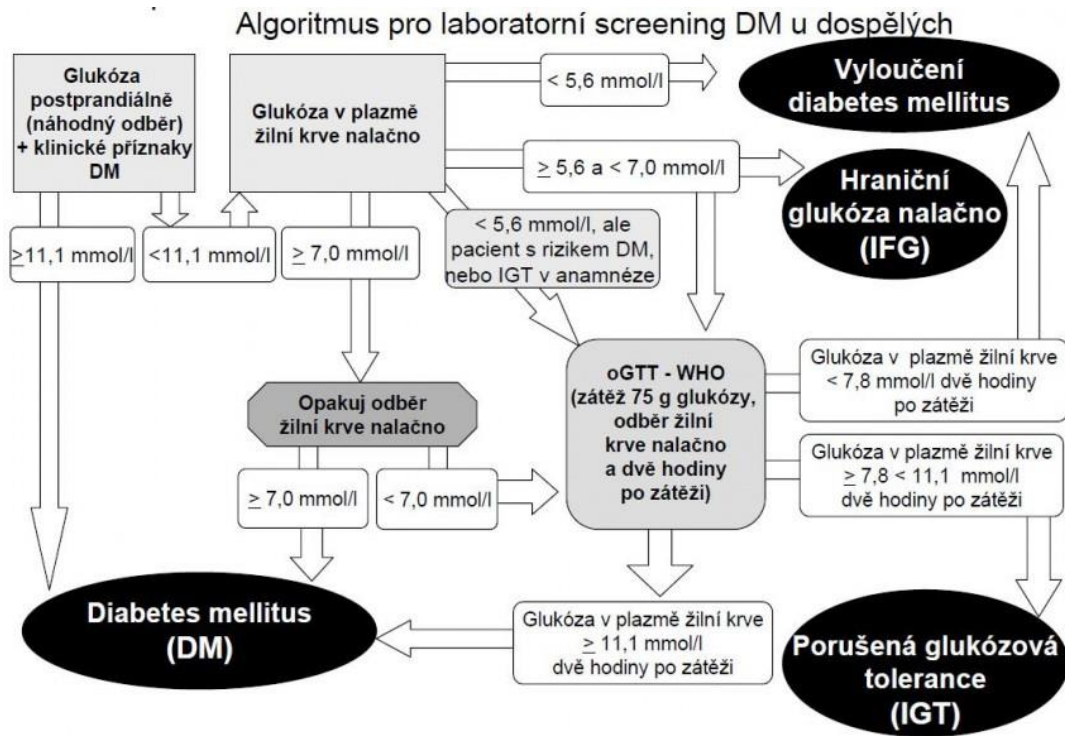 Algoritmus pro laboratorní screening DM u dospělých
Glukóza
postprandiálně
(náhodný odběr)
+ klinické příznaky
DM
Glukóza v plazmě
žilní krve nalačno
< 5,6 mmol/l
Vyloučení
diabetes mellitus
≥ 5,6 a < 7,0 mmol/l
Hraniční
glukóza nalačno
(IFG)
≥11,1 mmol/l
<11,1 mmol/l
≥ 7,0 mmol/l
< 5,6 mmol/l, ale
pacient s rizikem DM,
nebo IGT v anamnéze
oGTT - WHO
(zátěž 75 g glukózy,
odběr žilní
krve nalačno
a dvě hodiny
po zátěži)
Glukóza v plazmě žilní krve
< 7,8 mmol/l dvě hodiny
po zátěži
Opakuj odběr
žilní krve nalačno
Glukóza v plazmě žilní krve
≥ 7,8 < 11,1 mmol/l
dvě hodiny po zátěži
≥ 7,0 mmol/l
< 7,0 mmol/l
Diabetes mellitus
(DM)
Glukóza v plazmě žilní krve
≥ 11,1 mmol/l
dvě hodiny po zátěži
Porušená glukózová
tolerance
(IGT)